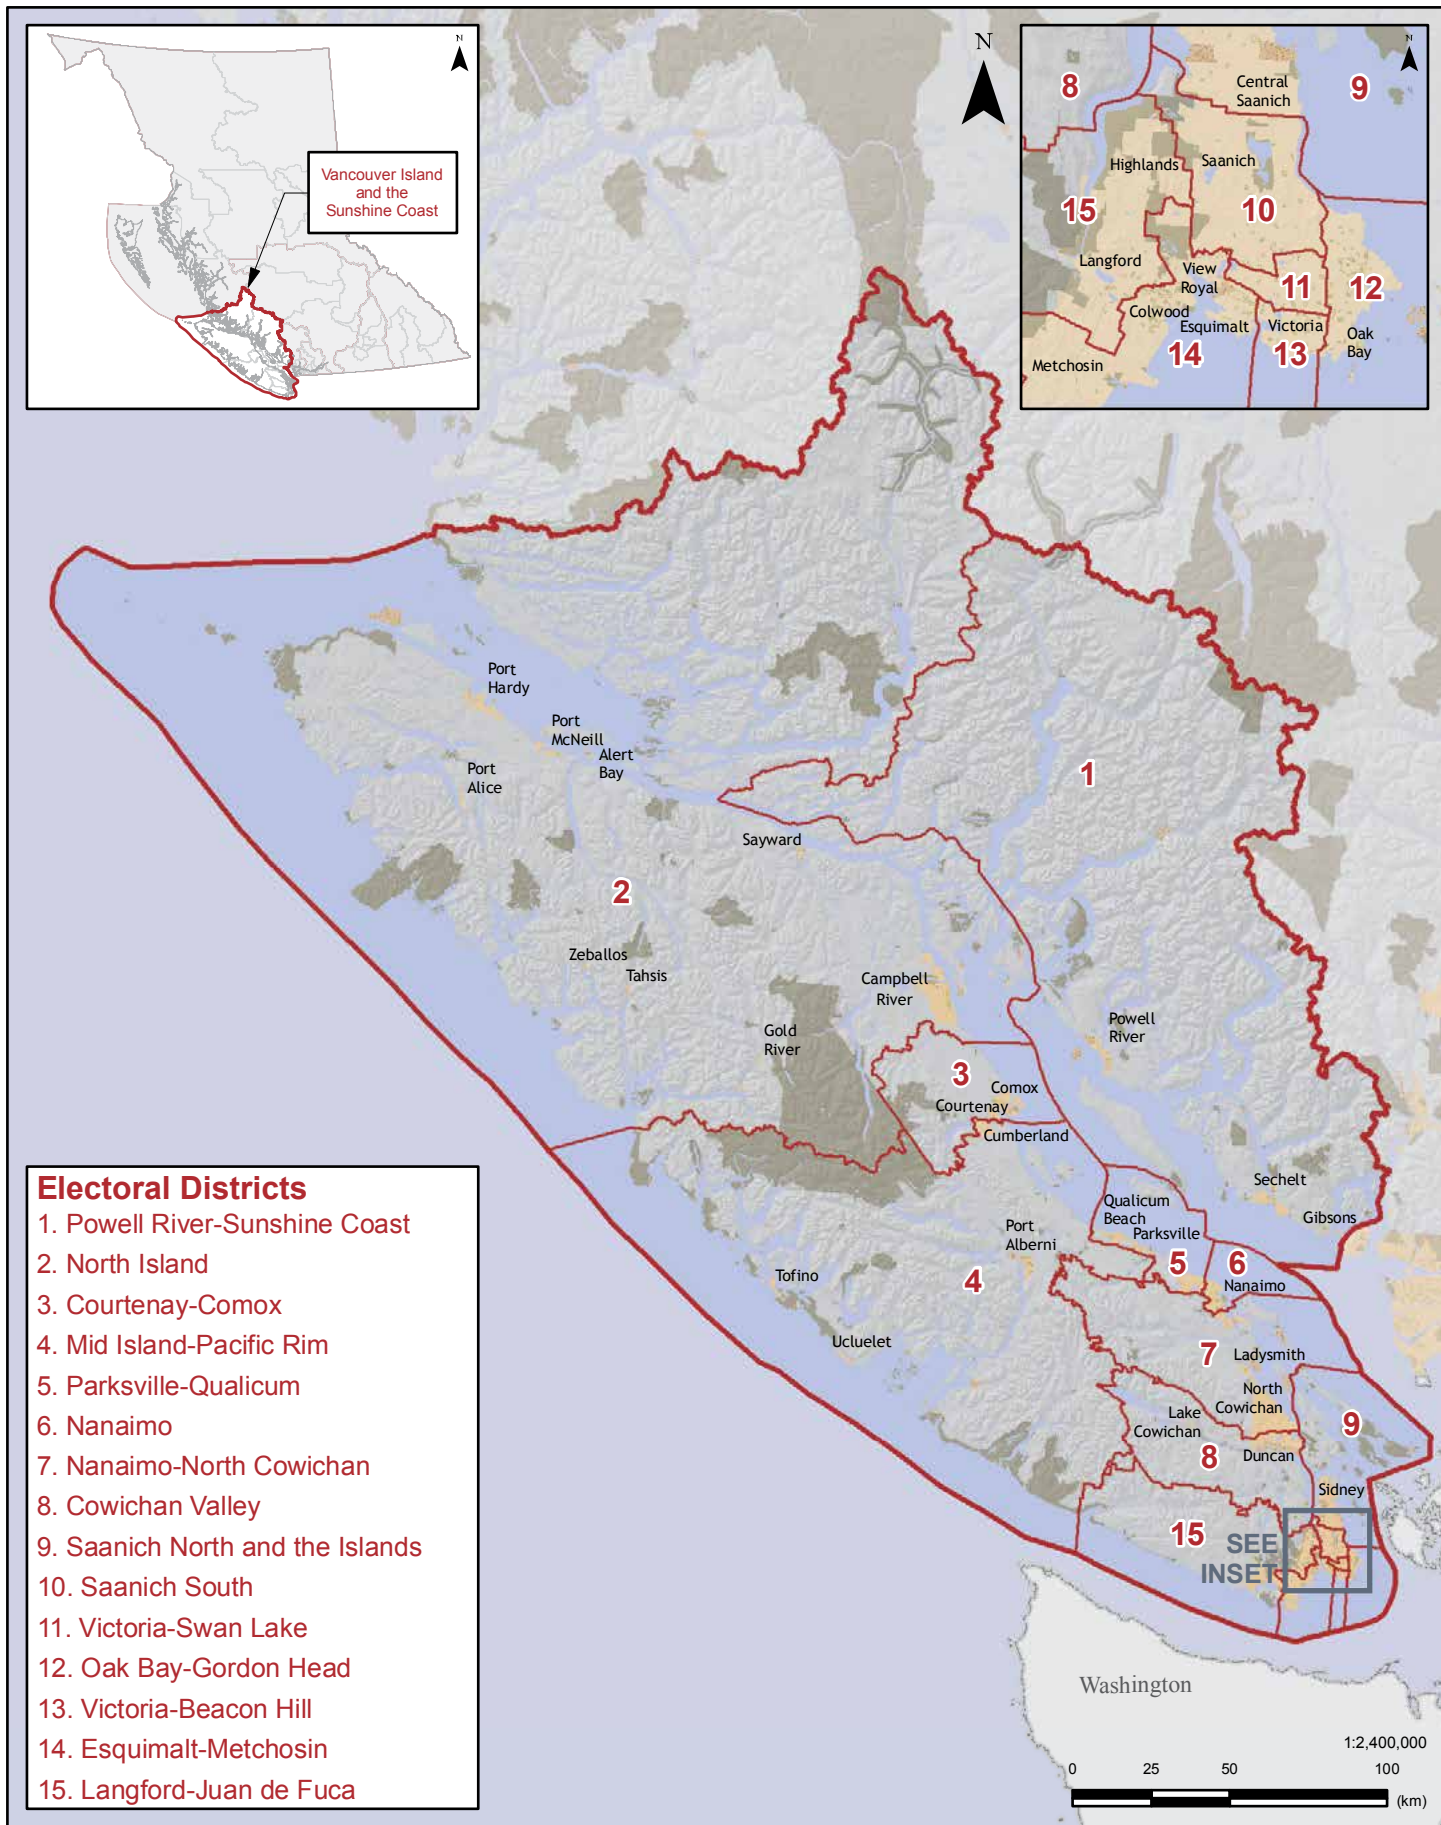 N
Vancouver Island
and the
Sunshine Coast
N
N
8
Central
Saanich
9
Highlands
Saanich
15
10
Langford
View
Royal
11
12
Colwood
Esquimalt
Victoria
Oak
Bay
14
13
Metchosin
Port
Hardy
Port
McNeill
Alert
Bay
Port
Alice
1
Sayward
2
Zeballos
Tahsis
Campbell
River
Gold
River
Powell
River
3
Comox
Courtenay
Cumberland
Qualicum
Beach
Parksville
Sechelt
Gibsons
Port
Alberni
5
6
Nanaimo
Tofino
4
Ucluelet
7
Ladysmith
North
Cowichan
Lake
Cowichan
9
8
Duncan
Sidney
15
SEE
INSET
Electoral Districts
1. Powell River-Sunshine Coast
2. North Island
3. Courtenay-Comox
4. Mid Island-Pacific Rim
5. Parksville-Qualicum
6. Nanaimo
7. Nanaimo-North Cowichan
8. Cowichan Valley
9. Saanich North and the Islands
10. Saanich South
11. Victoria-Swan Lake
12. Oak Bay-Gordon Head
13. Victoria-Beacon Hill
14. Esquimalt-Metchosin
15. Langford-Juan de Fuca
Washington
1:2,400,000
0 25 50 100
(km)